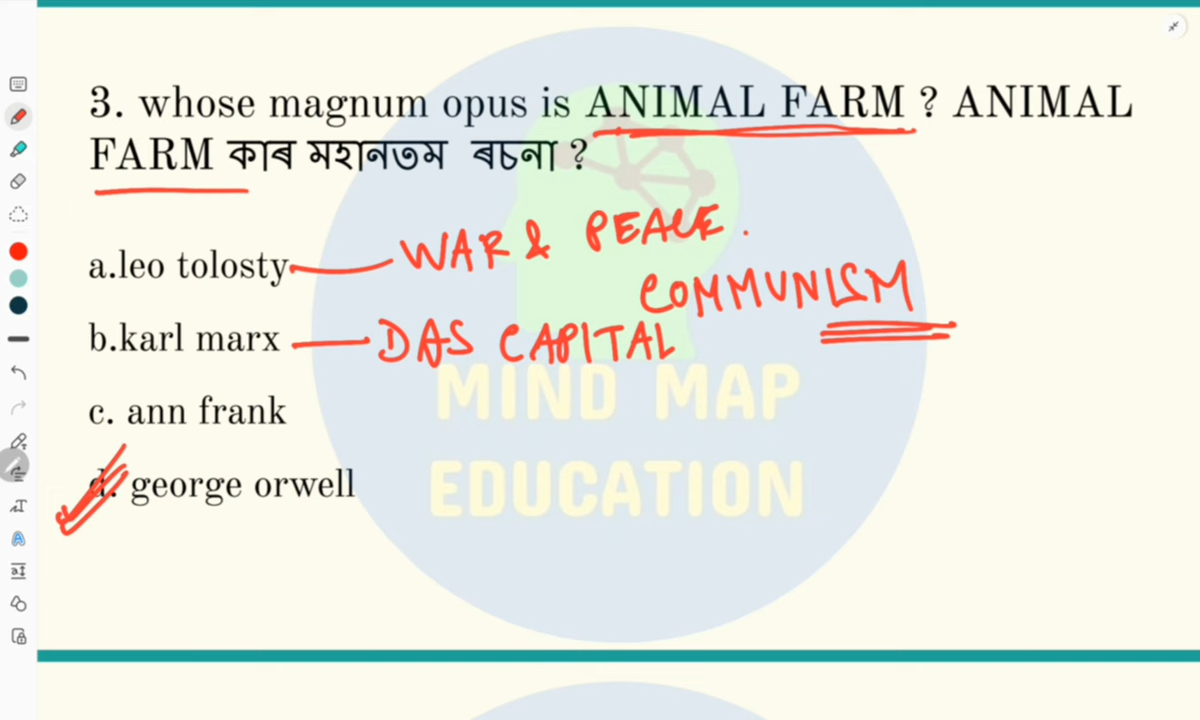 3. whose magnum opus is ANIMAL FARM ? ANIMAL
FARM কাৰ মহানতম ৰচনা ?
a.leo tolosty
WAR & PEACE.
COMMUNISM
b.karl marx
DAS CAPITAL
c. ann frank
d. george orwell
MIND MAP
EDUCATION